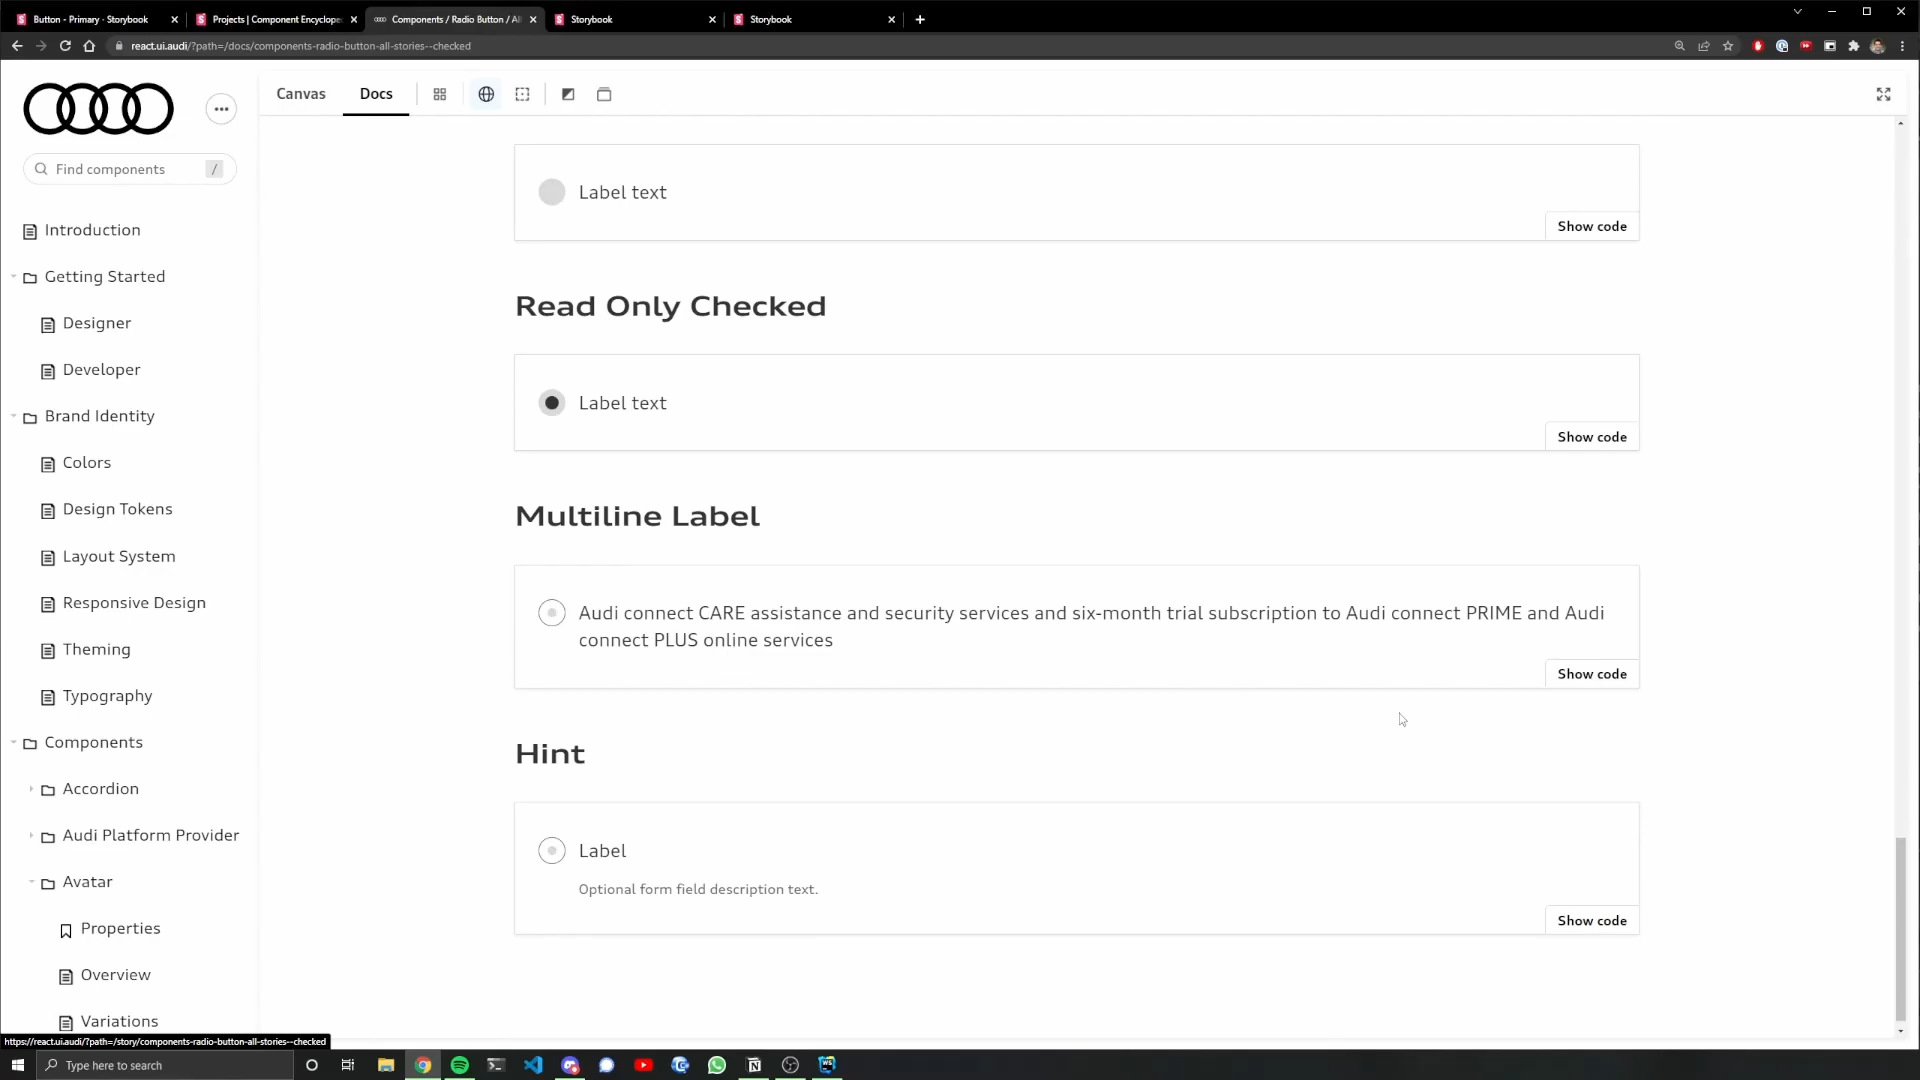 Button - Primary - Storybook
Projects | Component Encyclope
Components / Radio Button / All
Storybook
Storybook
react.ui.audi/?path=/docs/components-radio-button-all-stories--checked
Canvas
Docs
Find components
/
Introduction
Getting Started
Designer
Developer
Brand Identity
Colors
Design Tokens
Layout System
Responsive Design
Theming
Typography
Components
Accordion
Audi Platform Provider
Avatar
Properties
Overview
Variations
Label text
Show code
Read Only Checked
Label text
Show code
Multiline Label
Audi connect CARE assistance and security services and six-month trial subscription to Audi connect PRIME and Audi
connect PLUS online services
Show code
Hint
Label
Optional form field description text.
Show code
https://react.ui.audi/?path=/story/components-radio-button-all-stories--checked
Type here to search